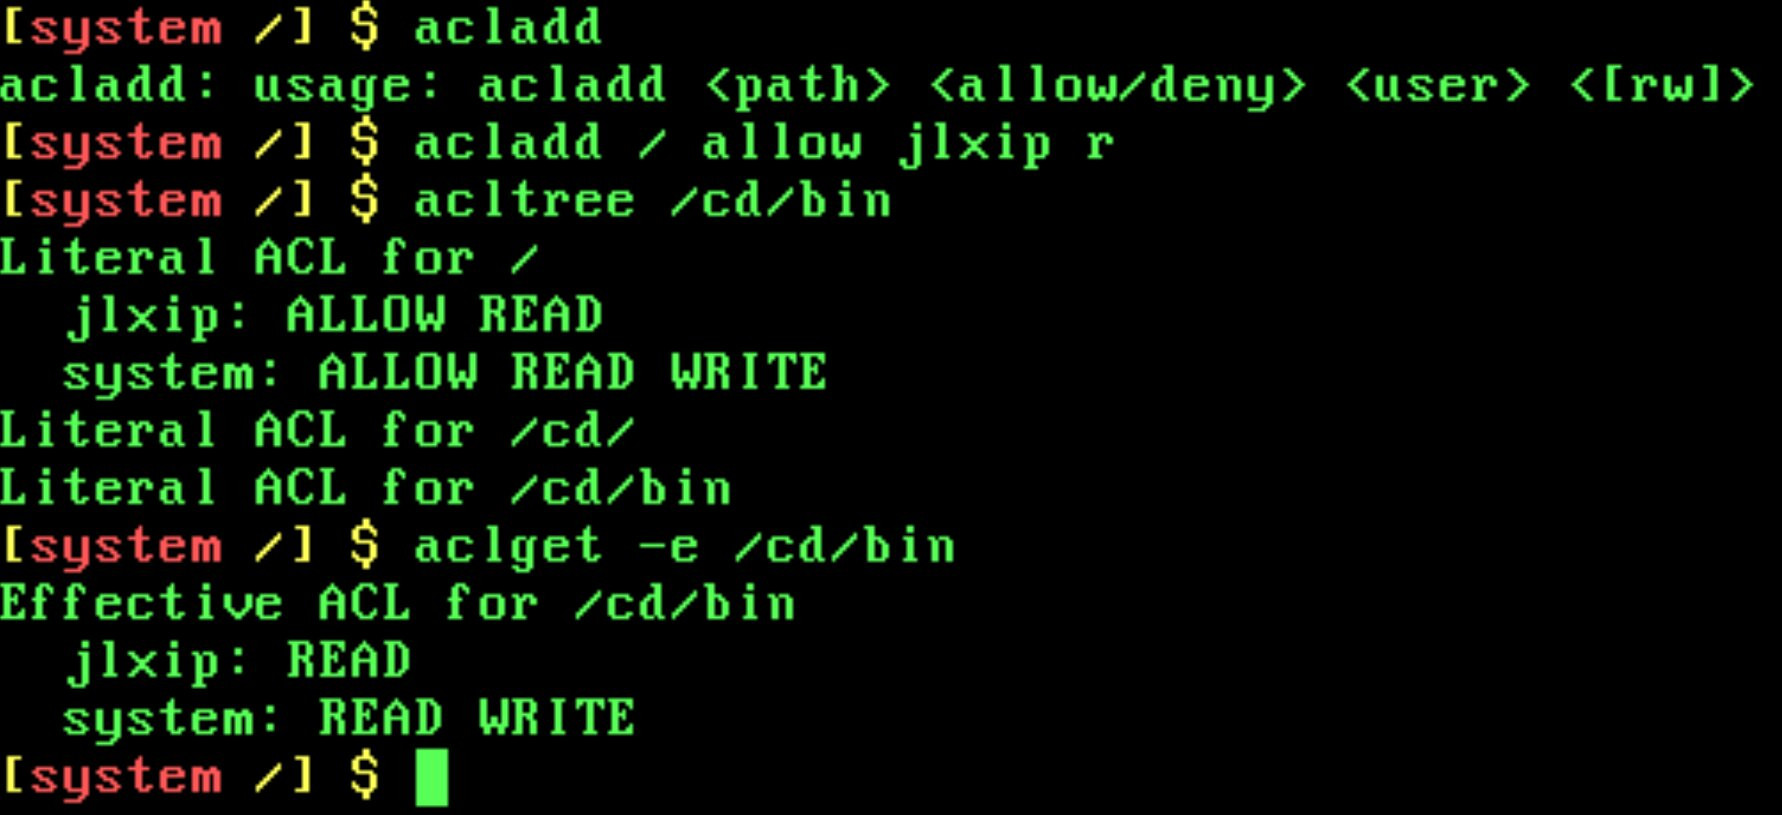 [system /] $ acladd
acladd: usage: acladd <path> <allow/deny> <user> <[rw]>
[system /] $ acladd / allow jlxip r
[system /] $ acltree /cd/bin
Literal ACL for /
  jlxip: ALLOW READ
  system: ALLOW READ WRITE
Literal ACL for /cd/
Literal ACL for /cd/bin
[system /] $ aclget -e /cd/bin
Effective ACL for /cd/bin
  jlxip: READ
  system: READ WRITE
[system /] $